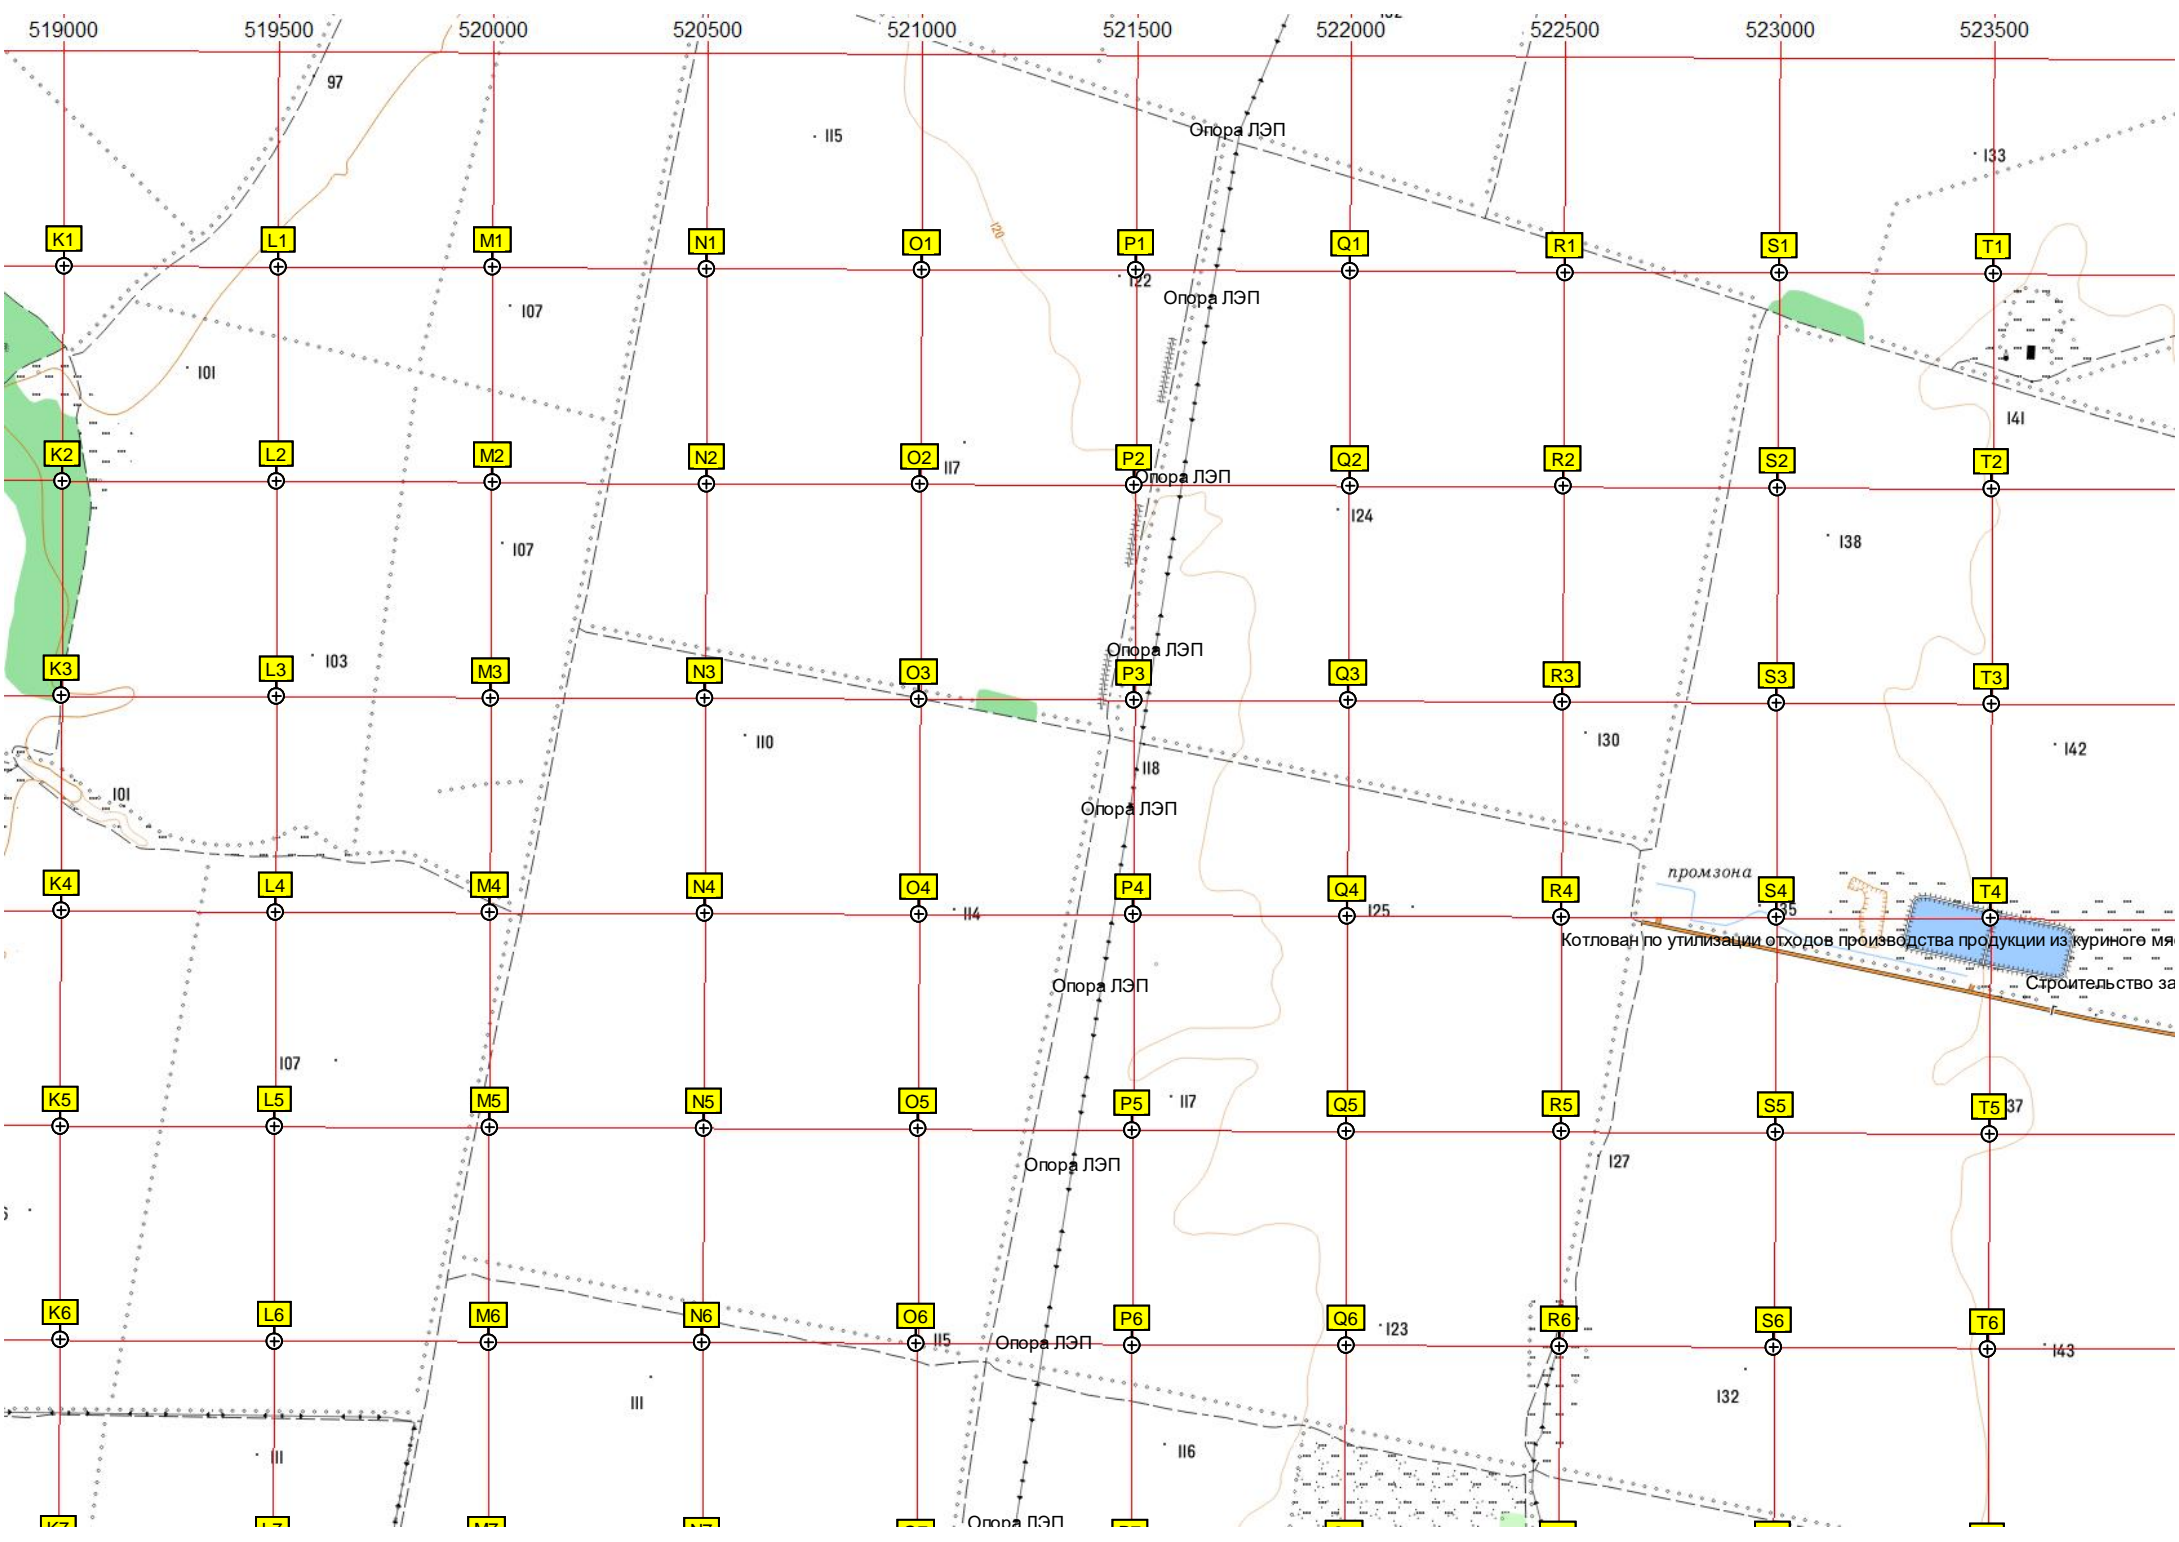 519000 519500 520000 520500 521000 521500 522000 522500 523000 523500
97
115
Опора ЛЭП
133
120
K1 L1 M1 N1 O1 P1 Q1 R1 S1 T1
122
Опора ЛЭП
107
101
141
K2 L2 M2 N2 O2 P2 Q2 R2 S2 T2
117
Опора ЛЭП
124
138
107
103
Опора ЛЭП
K3 L3 M3 N3 O3 P3 Q3 R3 S3 T3
110
130
142
118
101
Опора ЛЭП
промзона
K4 L4 M4 N4 O4 P4 Q4 R4 S4 T4
114
125
35
Котлован по утилизации отходов производства продукции из куриного мя
Опора ЛЭП
Строительство за
г
107
K5 L5 M5 N5 O5 P5 Q5 R5 S5 T5
117
37
Опора ЛЭП
127
K6 L6 M6 N6 O6 P6 Q6 R6 S6 T6
115
Опора ЛЭП
123
143
111
132
111
116
Опора ЛЭП